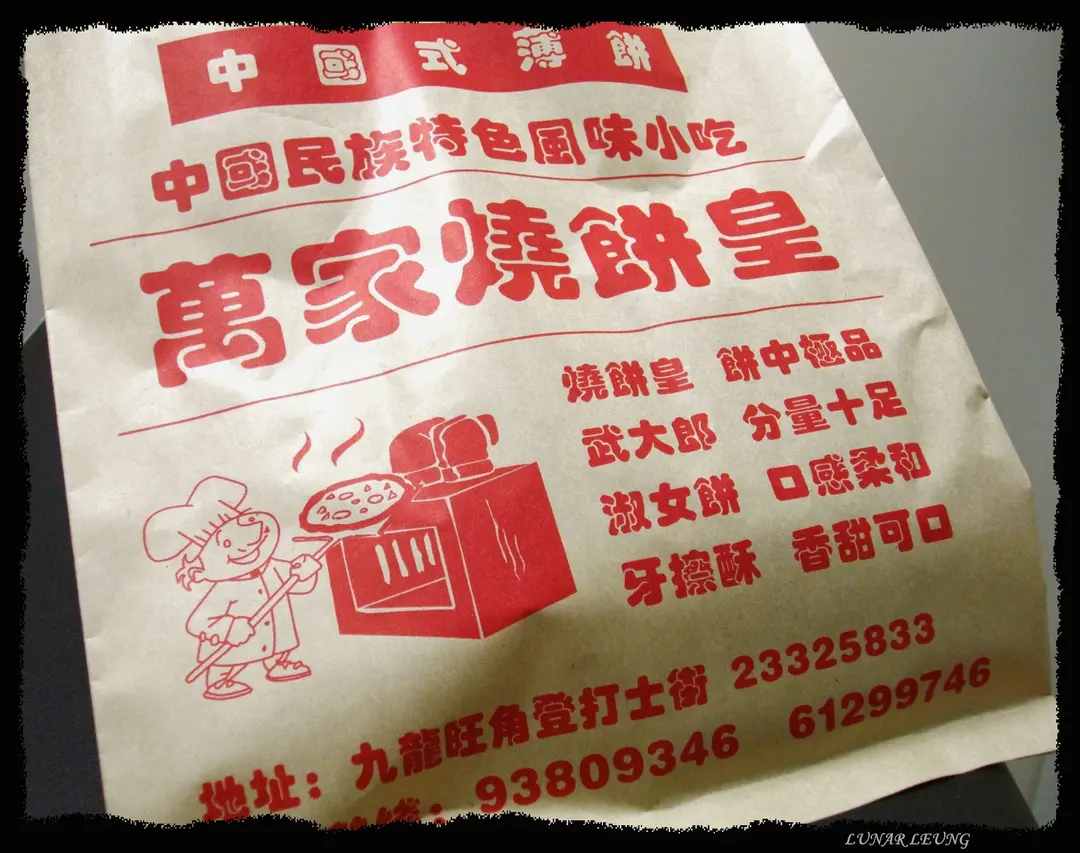 中國式薄餅
中國民族特色風味小吃
萬家燒餅皇
燒餅皇 餅中極品
武大郎 分量十足
淑女餅 口感柔和
牙擦酥 香甜可口
地址：九龍旺角登打士街 23325833
93809346 61299746
LUNAR LEUNG